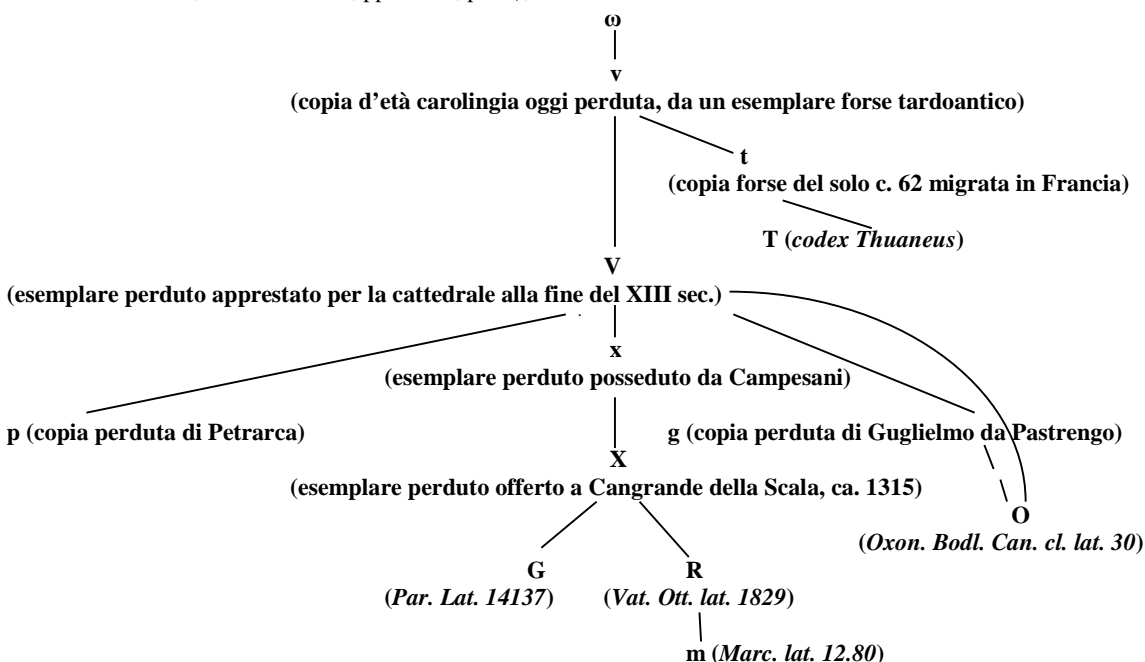 ω
v
(copia d'età carolingia oggi perduta, da un esemplare forse tardoantico)
t
(copia forse del solo c. 62 migrata in Francia)
T (codex Thuaneus)
V
(esemplare perduto apprestato per la cattedrale alla fine del XIII sec.)
x
(esemplare perduto posseduto da Campesani)
p (copia perduta di Petrarca)
g (copia perduta di Guglielmo da Pastrengo)
X
(esemplare perduto offerto a Cangrande della Scala, ca. 1315)
O
(Oxon. Bodl. Can. cl. lat. 30)
G
R
(Par. Lat. 14137)
(Vat. Ott. lat. 1829)
m (Marc. lat. 12.80)